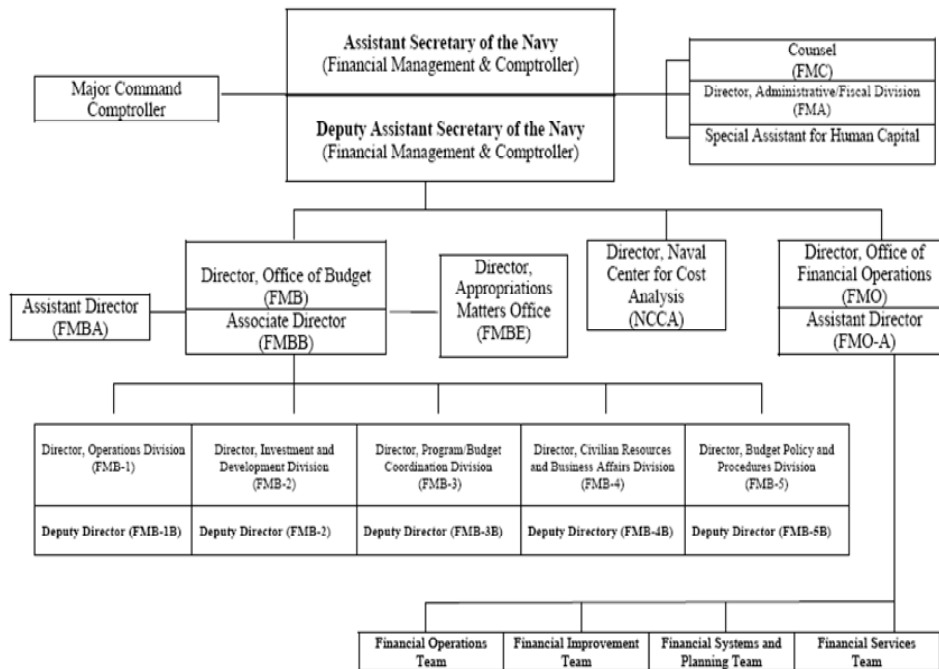 Assistant Secretary of the Navy
(Financial Management & Comptroller)
Major Command
Comptroller
Counsel
(FMC)
Director, Administrative/Fiscal Division
(FMA)
Special Assistant for Human Capital
Deputy Assistant Secretary of the Navy
(Financial Management & Comptroller)
Director, Office of Budget
(FMB)
Associate Director
(FMBB)
Assistant Director
(FMBA)
Director,
Appropriations
Matters Office
(FMBE)
Director, Naval
Center for Cost
Analysis
(NCCA)
Director, Office of
Financial Operations
(FMO)
Assistant Director
(FMO-A)
Director, Operations Division
(FMB-1)
Director, Investment and
Development Division
(FMB-2)
Director, Program/Budget
Coordination Division
(FMB-3)
Director, Civilian Resources
and Business Affairs Division
(FMB-4)
Director, Budget Policy and
Procedures Division
(FMB-5)
Deputy Director (FMB-1B)
Deputy Director (FMB-2)
Deputy Director (FMB-3B)
Deputy Directory (FMB-4B)
Deputy Director (FMB-5B)
Financial Operations
Team
Financial Improvement
Team
Financial Systems and
Planning Team
Financial Services
Team